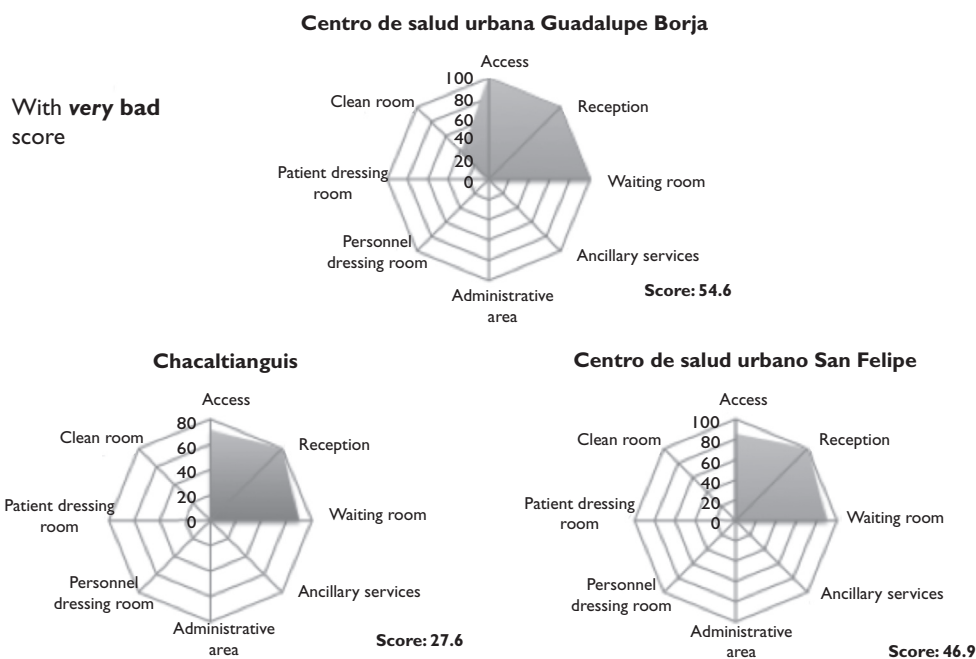 Centro de salud urbana Guadalupe Borja
With very bad
score
Access
100
80
60
40
20
0
Clean room
Reception
Patient dressing
room
Waiting room
Personnel
dressing room
Ancillary services
Administrative
area
Score: 54.6
Chacaltianguis
Access
80
60
40
20
0
Clean room
Reception
Patient dressing
room
Waiting room
Personnel
dressing room
Ancillary services
Administrative
area
Score: 27.6
Centro de salud urbano San Felipe
Access
100
80
60
40
20
0
Clean room
Reception
Patient dressing
room
Waiting room
Personnel
dressing room
Ancillary services
Administrative
area
Score: 46.9